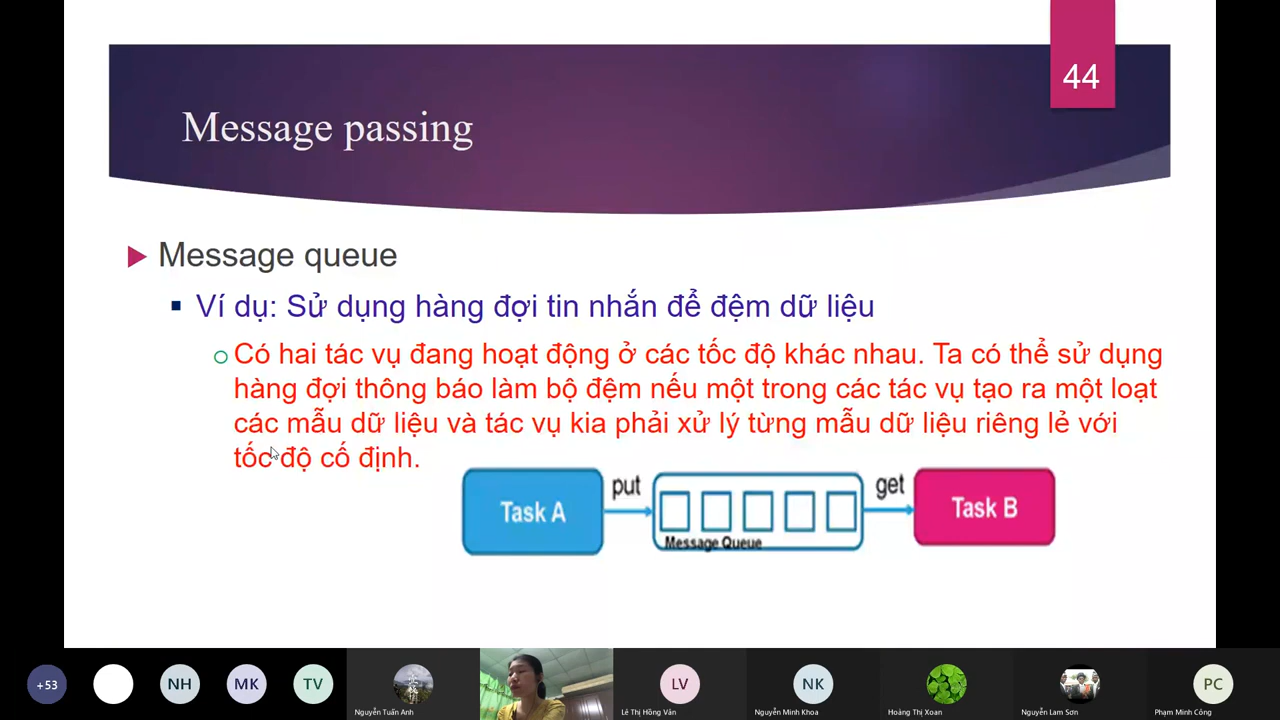 44
Message passing
Message queue
Ví dụ: Sử dụng hàng đợi tin nhắn để đệm dữ liệu
Có hai tác vụ đang hoạt động ở các tốc độ khác nhau. Ta có thể sử dụng
hàng đợi thông báo làm bộ đệm nếu một trong các tác vụ tạo ra một loạt
các mẫu dữ liệu và tác vụ kia phải xử lý từng mẫu dữ liệu riêng lẻ với
tốc độ cố định.
Task A
put
Message Queue
get
Task B
+53
NH
MK
TV
LV
NK
PC
Nguyễn Tuấn Anh
Lê Thị Hồng Vân
Nguyễn Minh Khoa
Hoàng Thị Xoan
Nguyễn Lam Sơn
Phạm Minh Công